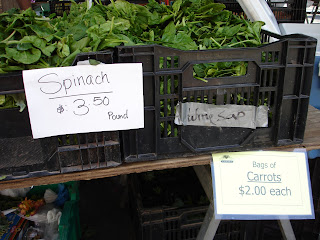 Spinach
$3.50
Pound
Bags of
Carrots
$2.00 each